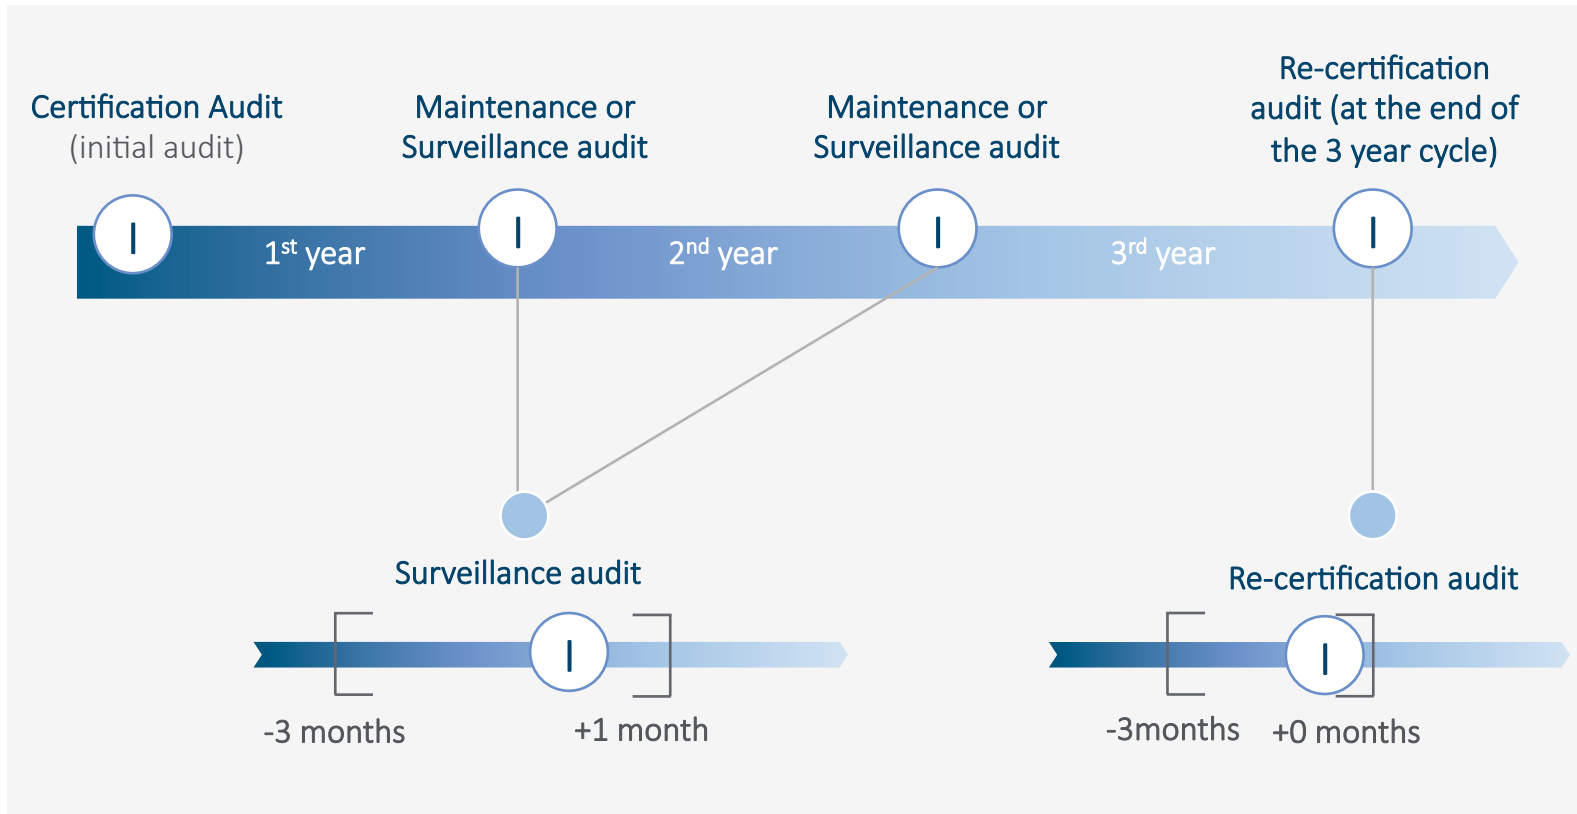 Certification Audit
(initial audit)
Maintenance or
Surveillance audit
Maintenance or
Surveillance audit
Re-certification
audit (at the end of
the 3 year cycle)
1st year
2nd year
3rd year
Surveillance audit
-3 months
+1 month
Re-certification audit
-3months
+0 months